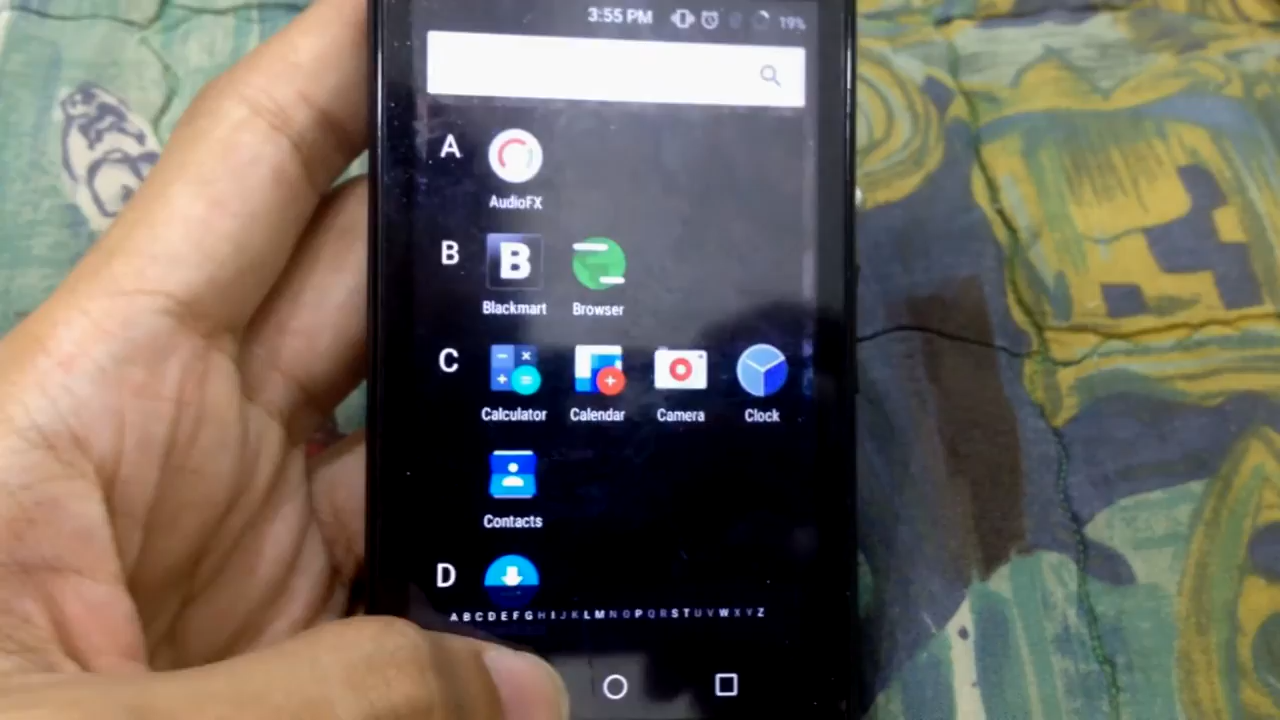 3:55 PM 19%
A
AudioFX
B
B
Blackmart Browser
C
Calculator Calendar Camera Clock
Contacts
D
A B C D E F G H I J K L M N O P Q R S T U V W X Y Z